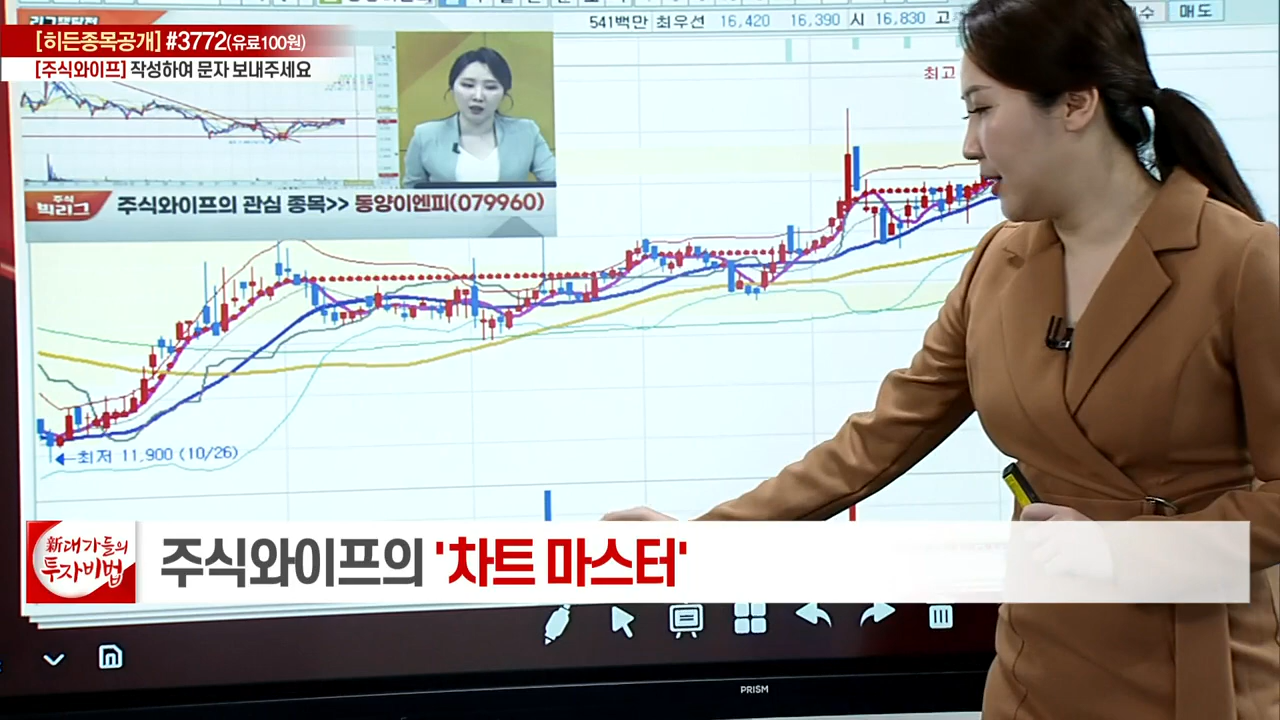 541백만 최우선 16,420 16,390 시 16,830 고
매도
[히든종목공개] #3772(유료100원)
[주식와이프] 작성하여 문자 보내주세요
최고
주식
빅리그
주식와이프의 관심 종목>> 동양이엔피(079960)
최저 11,900 (10/26)
新대가들의
투자비법
주식와이프의 '차트 마스터'
PRISM